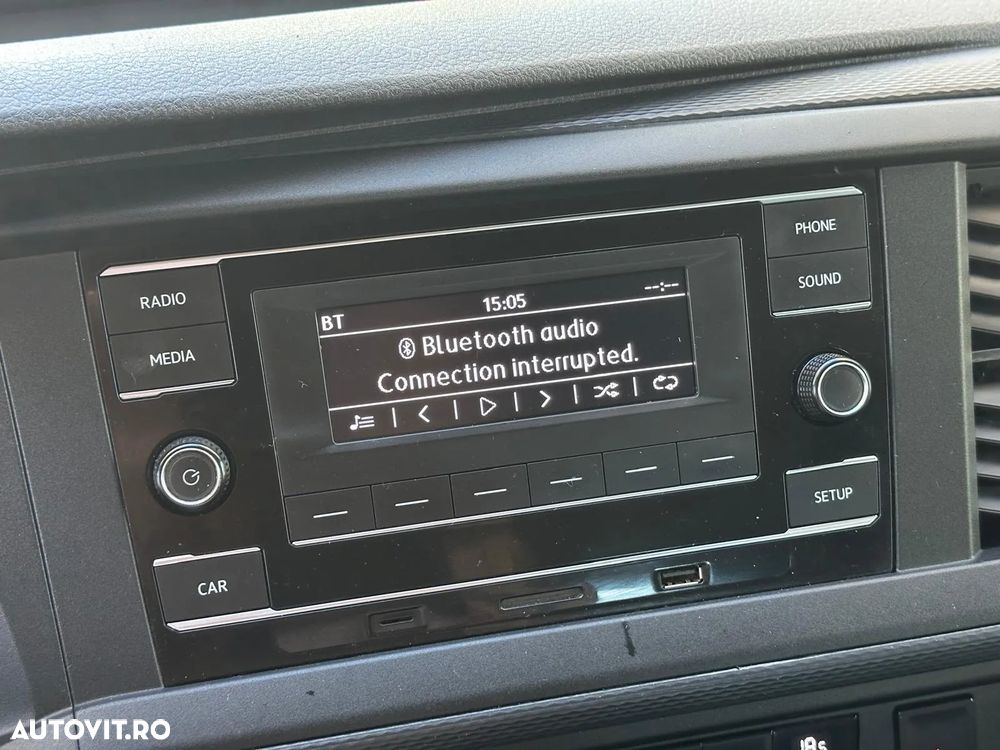 PHONE
SOUND
RADIO
MEDIA
BT 15:05 --:--
Bluetooth audio
Connection interrupted.
SETUP
CAR
AUTOVIT.RO